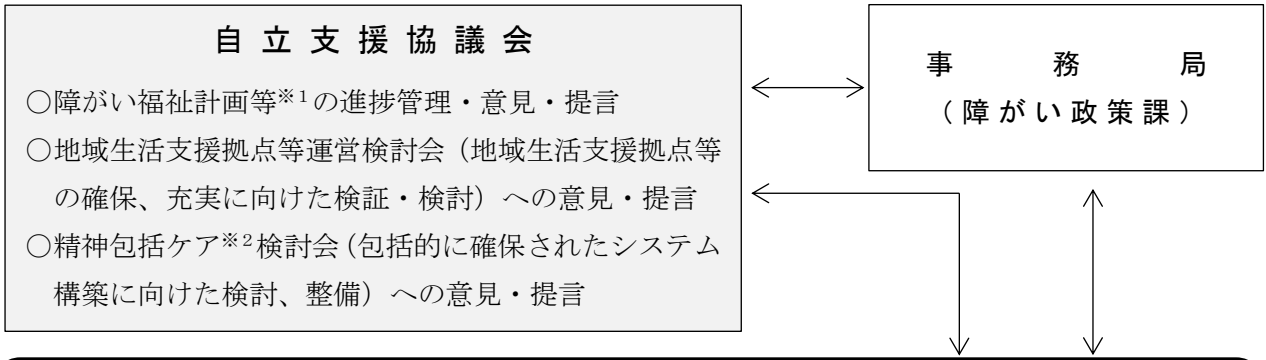 自立支援協議会
○障がい福祉計画等※1の進捗管理・意見・提言
○地域生活支援拠点等運営検討会（地域生活支援拠点等
の確保、充実に向けた検証・検討）への意見・提言
○精神包括ケア※2検討会（包括的に確保されたシステム
構築に向けた検討、整備）への意見・提言
事務局
（障がい政策課）